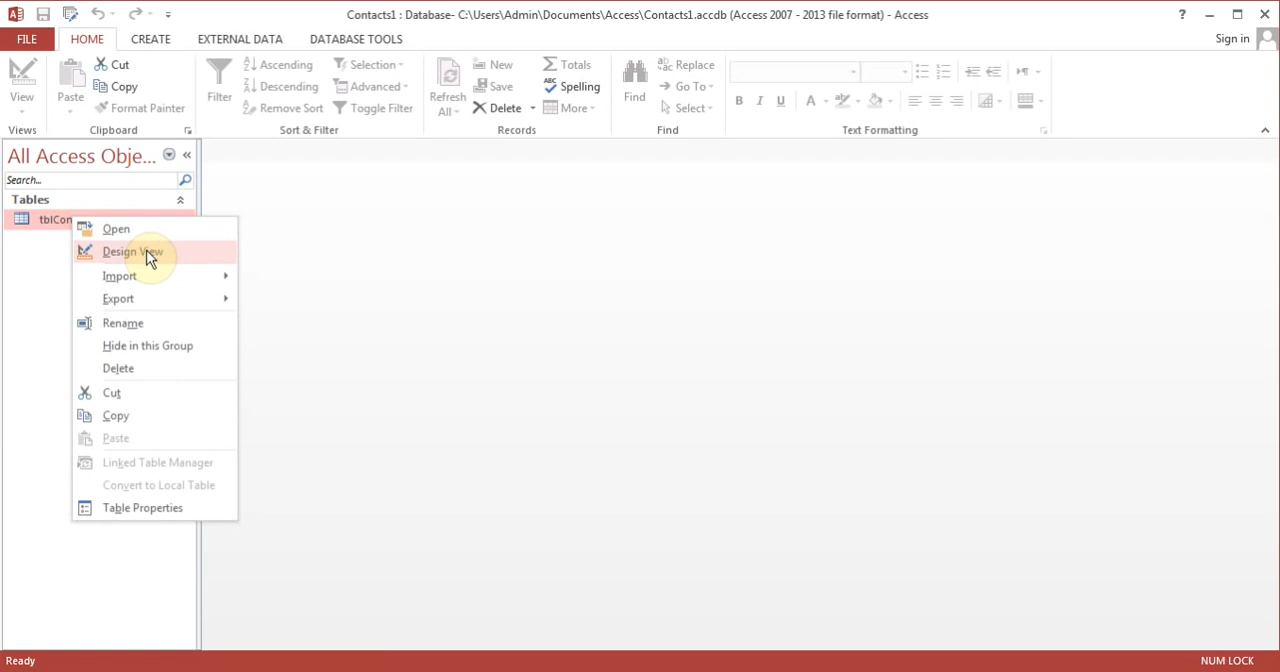 Contacts1 : Database- C:\Users\Admin\Documents\Access\Contacts1.accdb (Access 2007 - 2013 file format) - Access
?
FILE HOME CREATE EXTERNAL DATA DATABASE TOOLS Sign in
View
Views
Paste
Cut
Copy
Format Painter
Clipboard
Filter
Ascending
Descending
Remove Sort
Selection
Advanced
Toggle Filter
Sort & Filter
Refresh
All
New
Save
Delete
Totals
Spelling
More
Records
Find
Replace
Go To
Select
Find
B I U A
Text Formatting
All Access Obje...
Search...
Tables
tblCon
Open
Design View
Import
Export
Rename
Hide in this Group
Delete
Cut
Copy
Paste
Linked Table Manager
Convert to Local Table
Table Properties
Ready
NUM LOCK